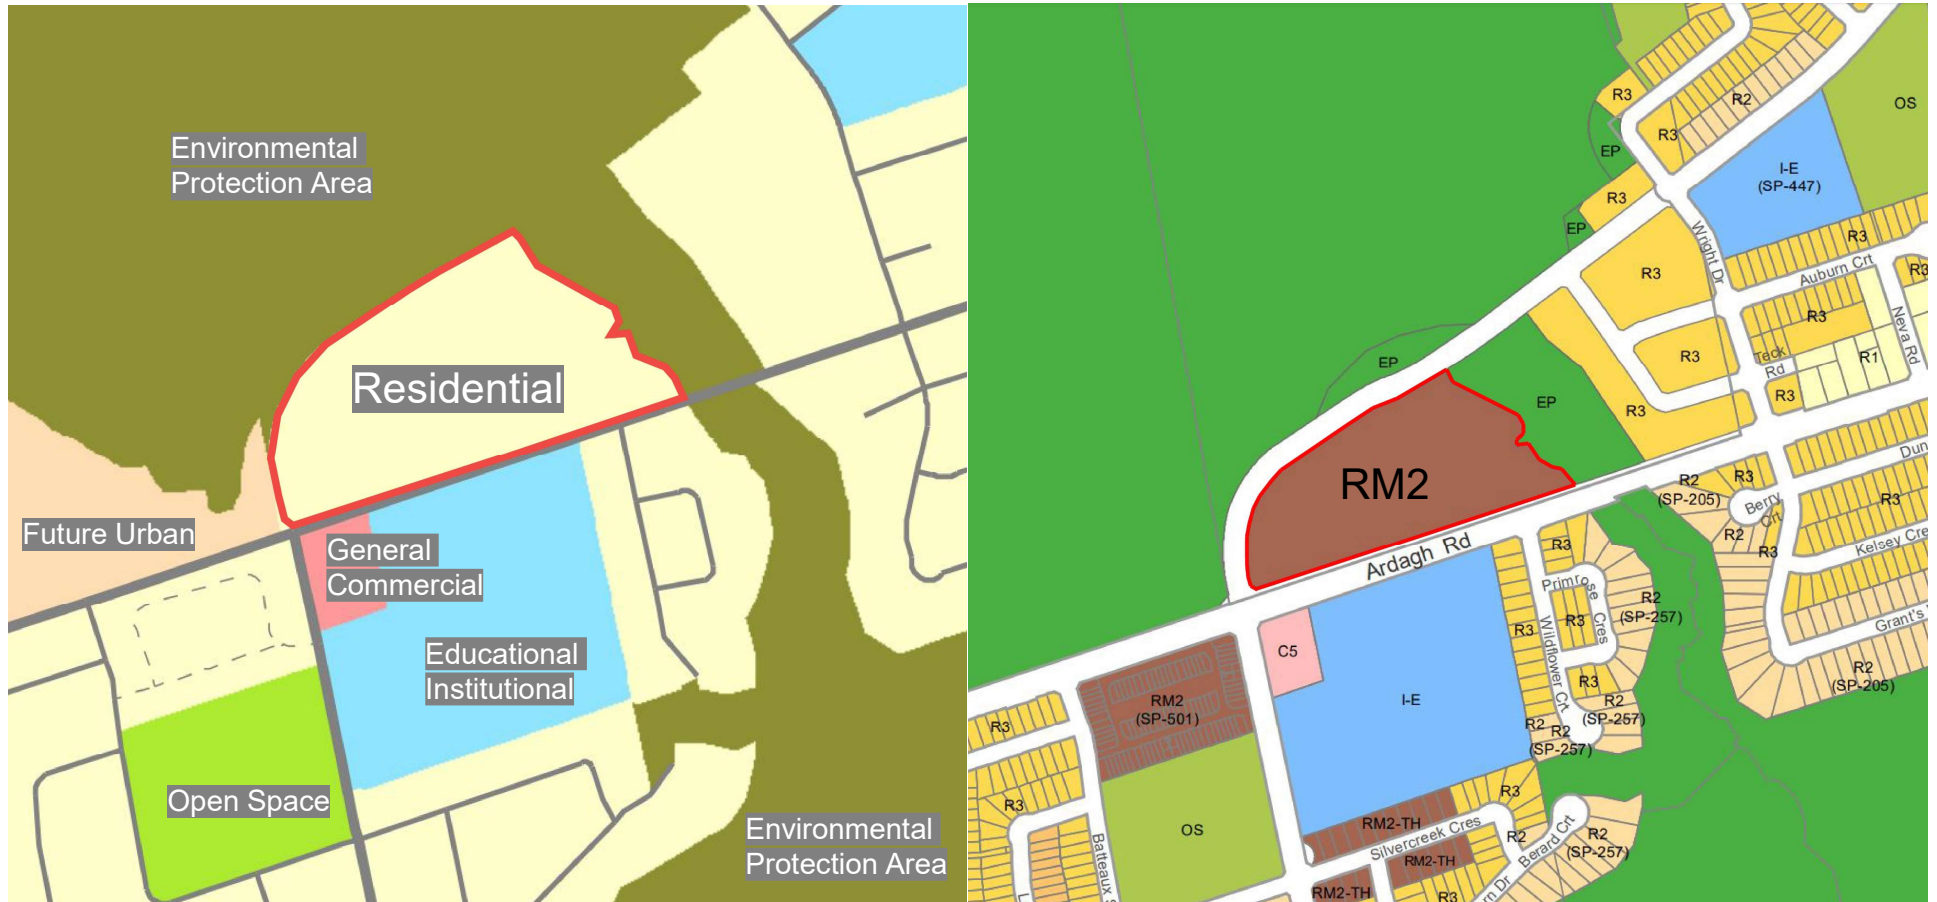 Environmental
Protection Area
Residential
Future Urban
General
Commercial
Educational
Institutional
Open Space
Environmental
Protection Area
R3
R2
OS
R3
EP
I-E
(SP-447)
R3
EP
Wright Dr
R3
R3
Auburn Crt
R3
R3
Neva Rd
EP
R3
Teck
Rd
R1
EP
R3
R3
RM2
Dun
R2
(SP-205)
R3
Berry
Crt
R3
Ardagh Rd
R2
R3
Kelsey Cre
R3
Primrose Cres
R2
(SP-257)
R3
R3
Wildflower Crt
Grant's
C5
R3
R2
(SP-205)
RM2
(SP-501)
I-E
R2
(SP-257)
R3
R2
R2
(SP-257)
R3
R3
RM2-TH
OS
Silvercreek Cres
R2
Berard Crt
R2
(SP-257)
Batteaux S
RM2-TH
RM2-TH
R3
rn Dr
L